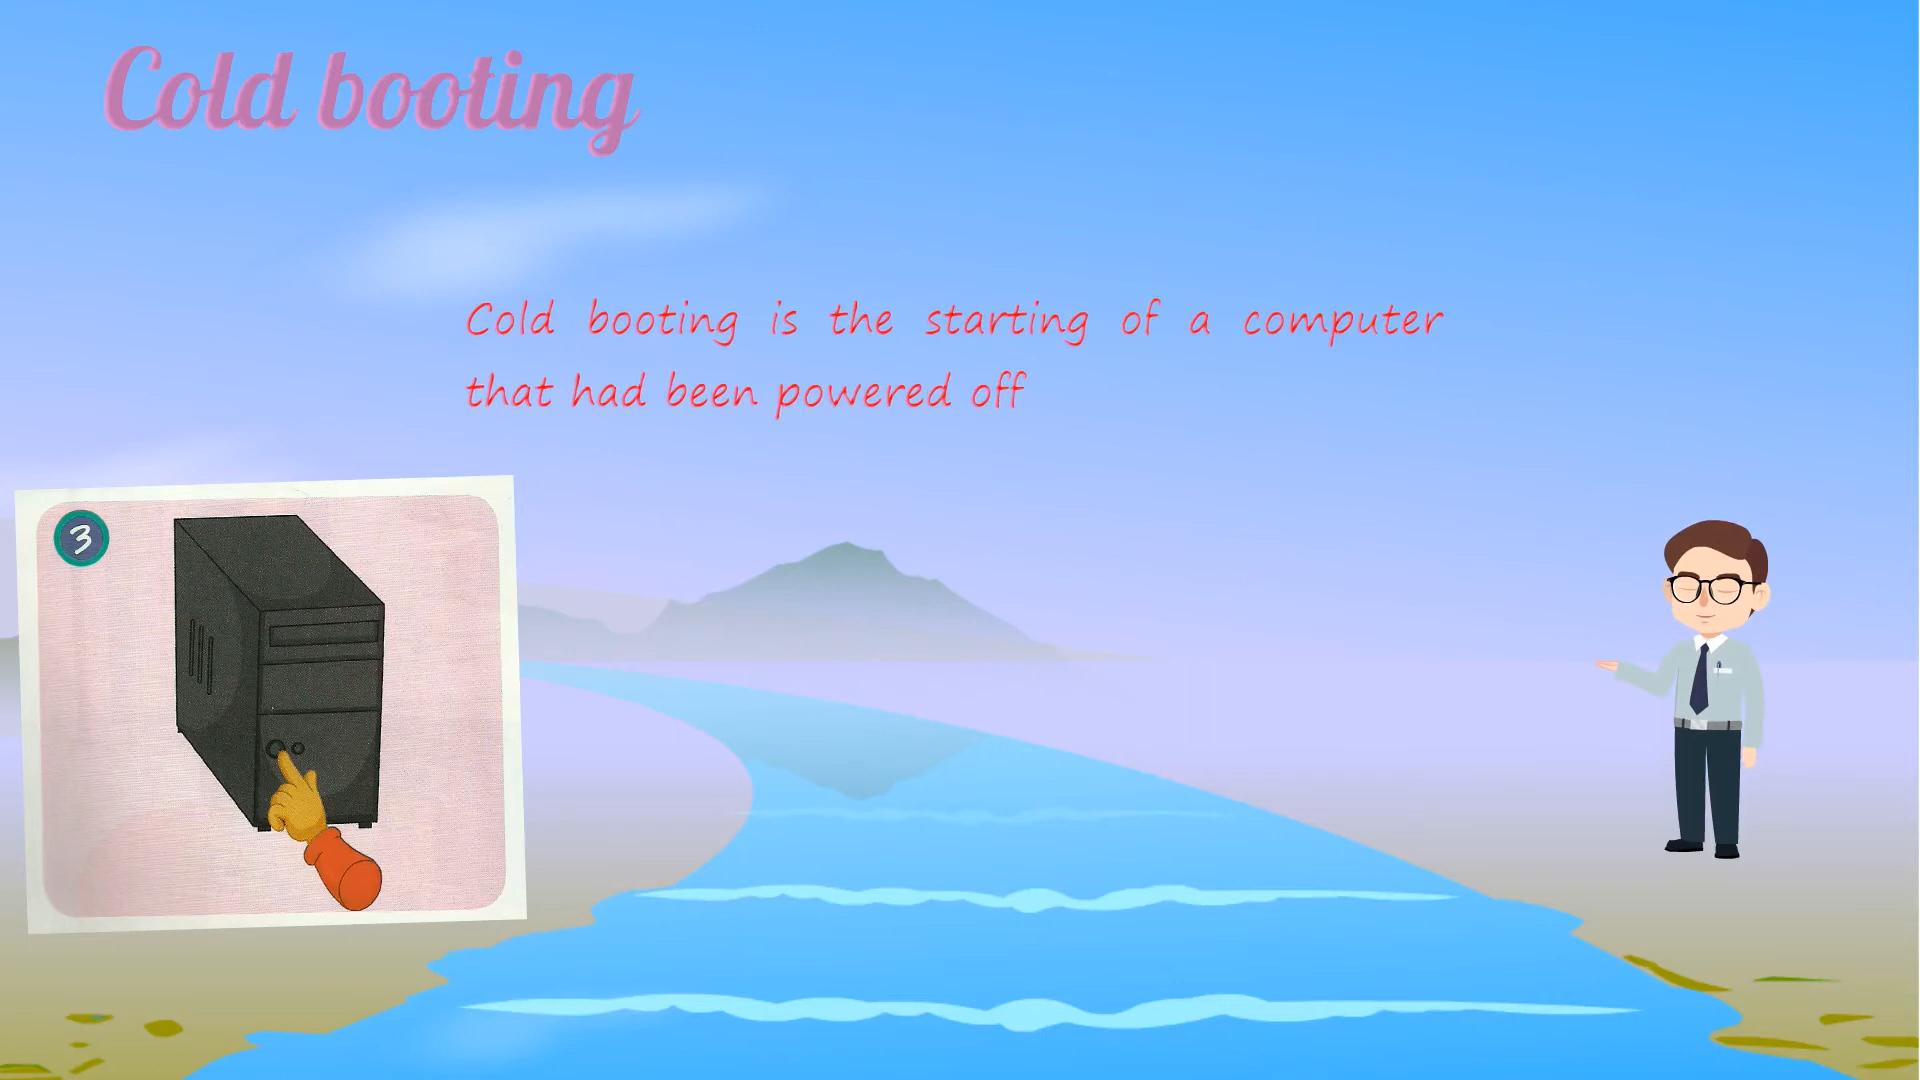 Cold booting
Cold booting is the starting of a computer
that had been powered off
3